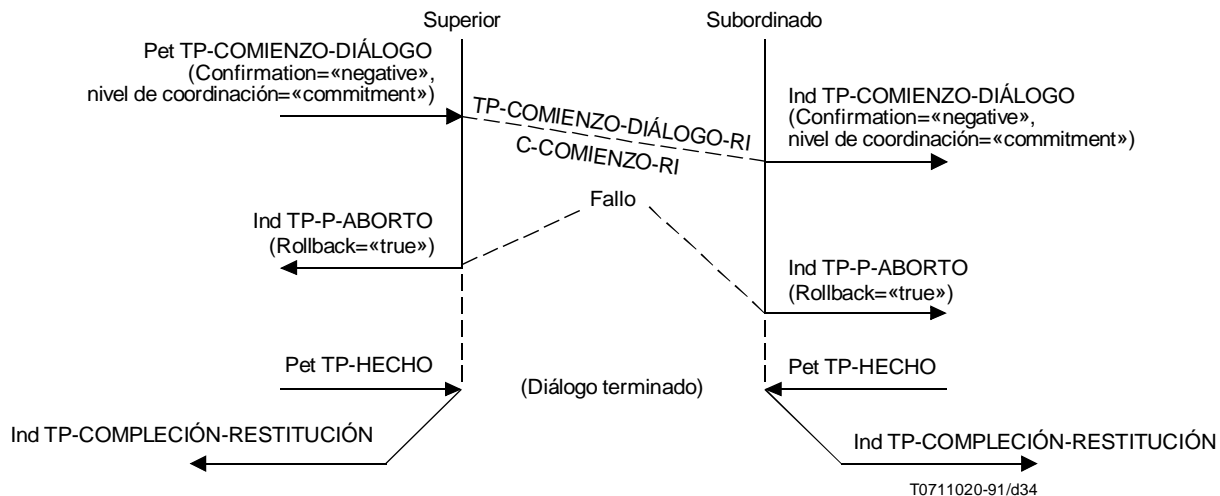 Superior
Subordinado
Pet TP-COMIENZO-DIÁLOGO
(Confirmation=«negative»,
nivel de coordinación=«commitment»)
TP-COMIENZO-DIÁLOGO-RI
C-COMIENZO-RI
Ind TP-COMIENZO-DIÁLOGO
(Confirmation=«negative»,
nivel de coordinación=«commitment»)
Fallo
Ind TP-P-ABORTO
(Rollback=«true»)
Ind TP-P-ABORTO
(Rollback=«true»)
Pet TP-HECHO
(Diálogo terminado)
Pet TP-HECHO
Ind TP-COMPLECIÓN-RESTITUCIÓN
Ind TP-COMPLECIÓN-RESTITUCIÓN
T0711020-91/d34